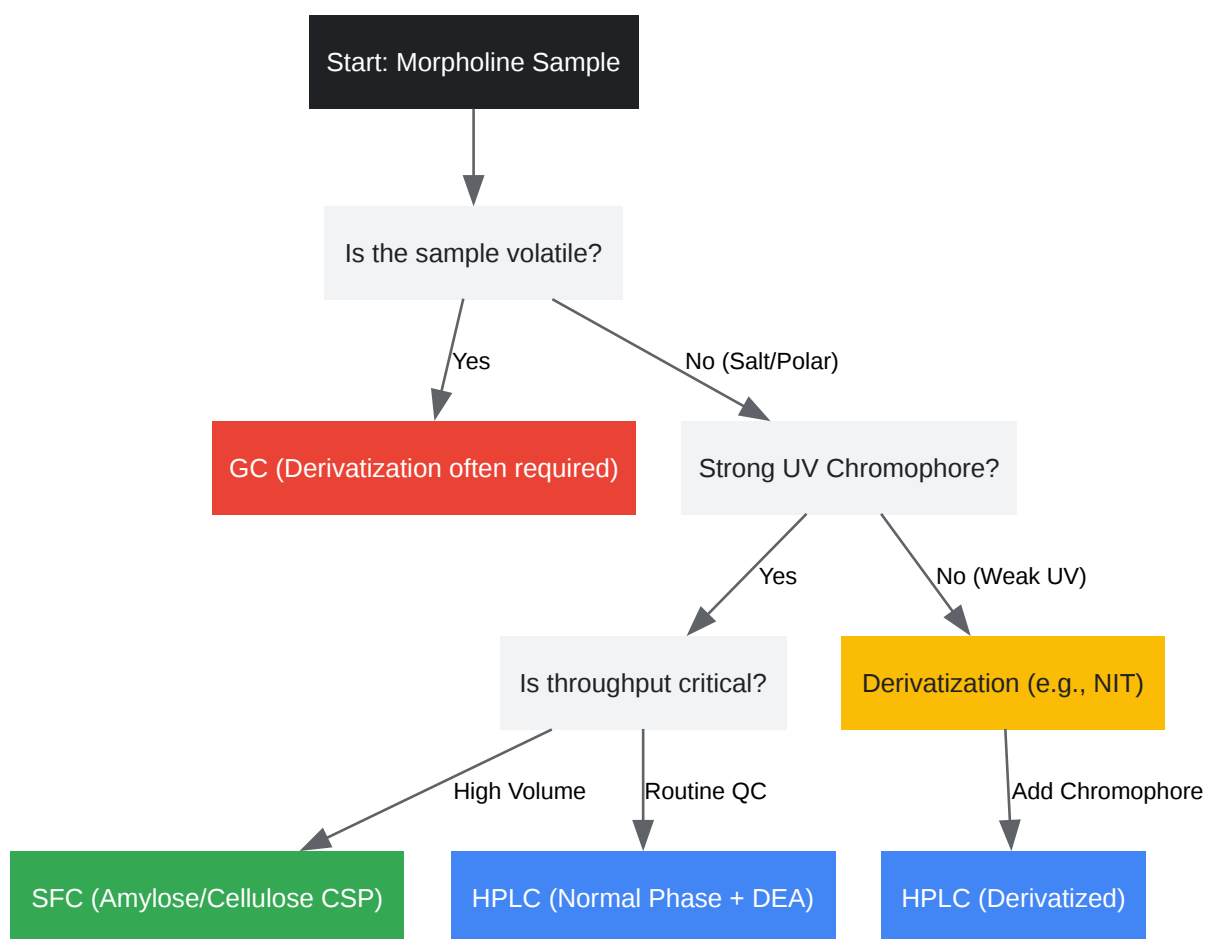 Start: Morpholine Sample
Is the sample volatile?
Yes
No (Salt/Polar)
GC (Derivatization often required)
Strong UV Chromophore?
Yes
No (Weak UV)
Is throughput critical?
Derivatization (e.g., NIT)
High Volume
Routine QC
Add Chromophore
SFC (Amylose/Cellulose CSP)
HPLC (Normal Phase + DEA)
HPLC (Derivatized)